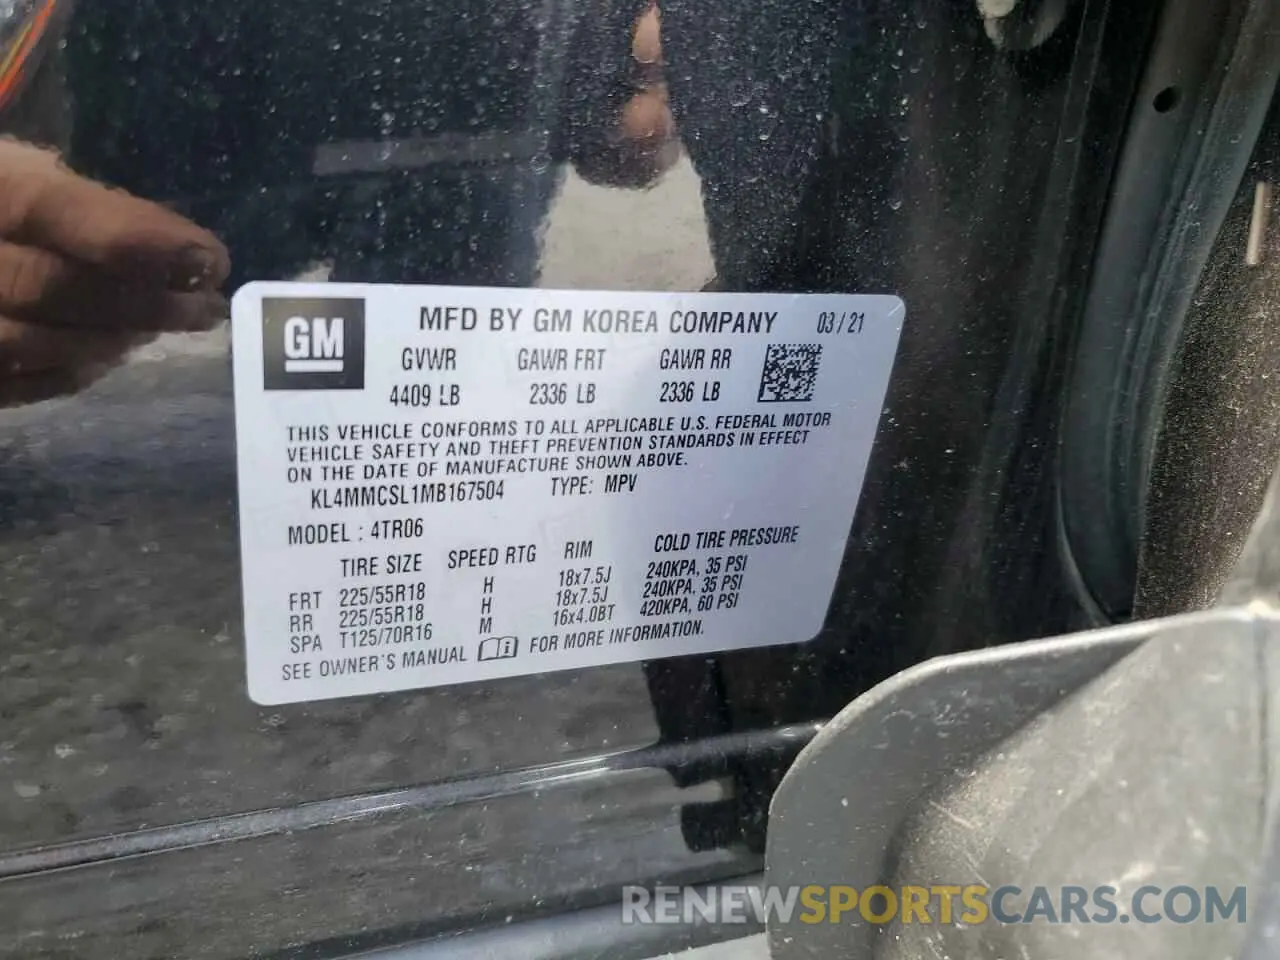 GM
MFD BY GM KOREA COMPANY 03/21
GVWR GAWR FRT GAWR RR
4409 LB 2336 LB 2336 LB
THIS VEHICLE CONFORMS TO ALL APPLICABLE U.S. FEDERAL MOTOR
VEHICLE SAFETY AND THEFT PREVENTION STANDARDS IN EFFECT
ON THE DATE OF MANUFACTURE SHOWN ABOVE.
KL4MMCSL1MB167504 TYPE: MPV
MODEL : 4TR06
TIRE SIZE SPEED RTG RIM COLD TIRE PRESSURE
FRT 225/55R18 H 18x7.5J 240KPA, 35 PSI
RR 225/55R18 H 18x7.5J 240KPA, 35 PSI
SPA T125/70R16 M 16x4.0BT 420KPA, 60 PSI
SEE OWNER'S MANUAL FOR MORE INFORMATION.
RENEWSPORTSCARS.COM